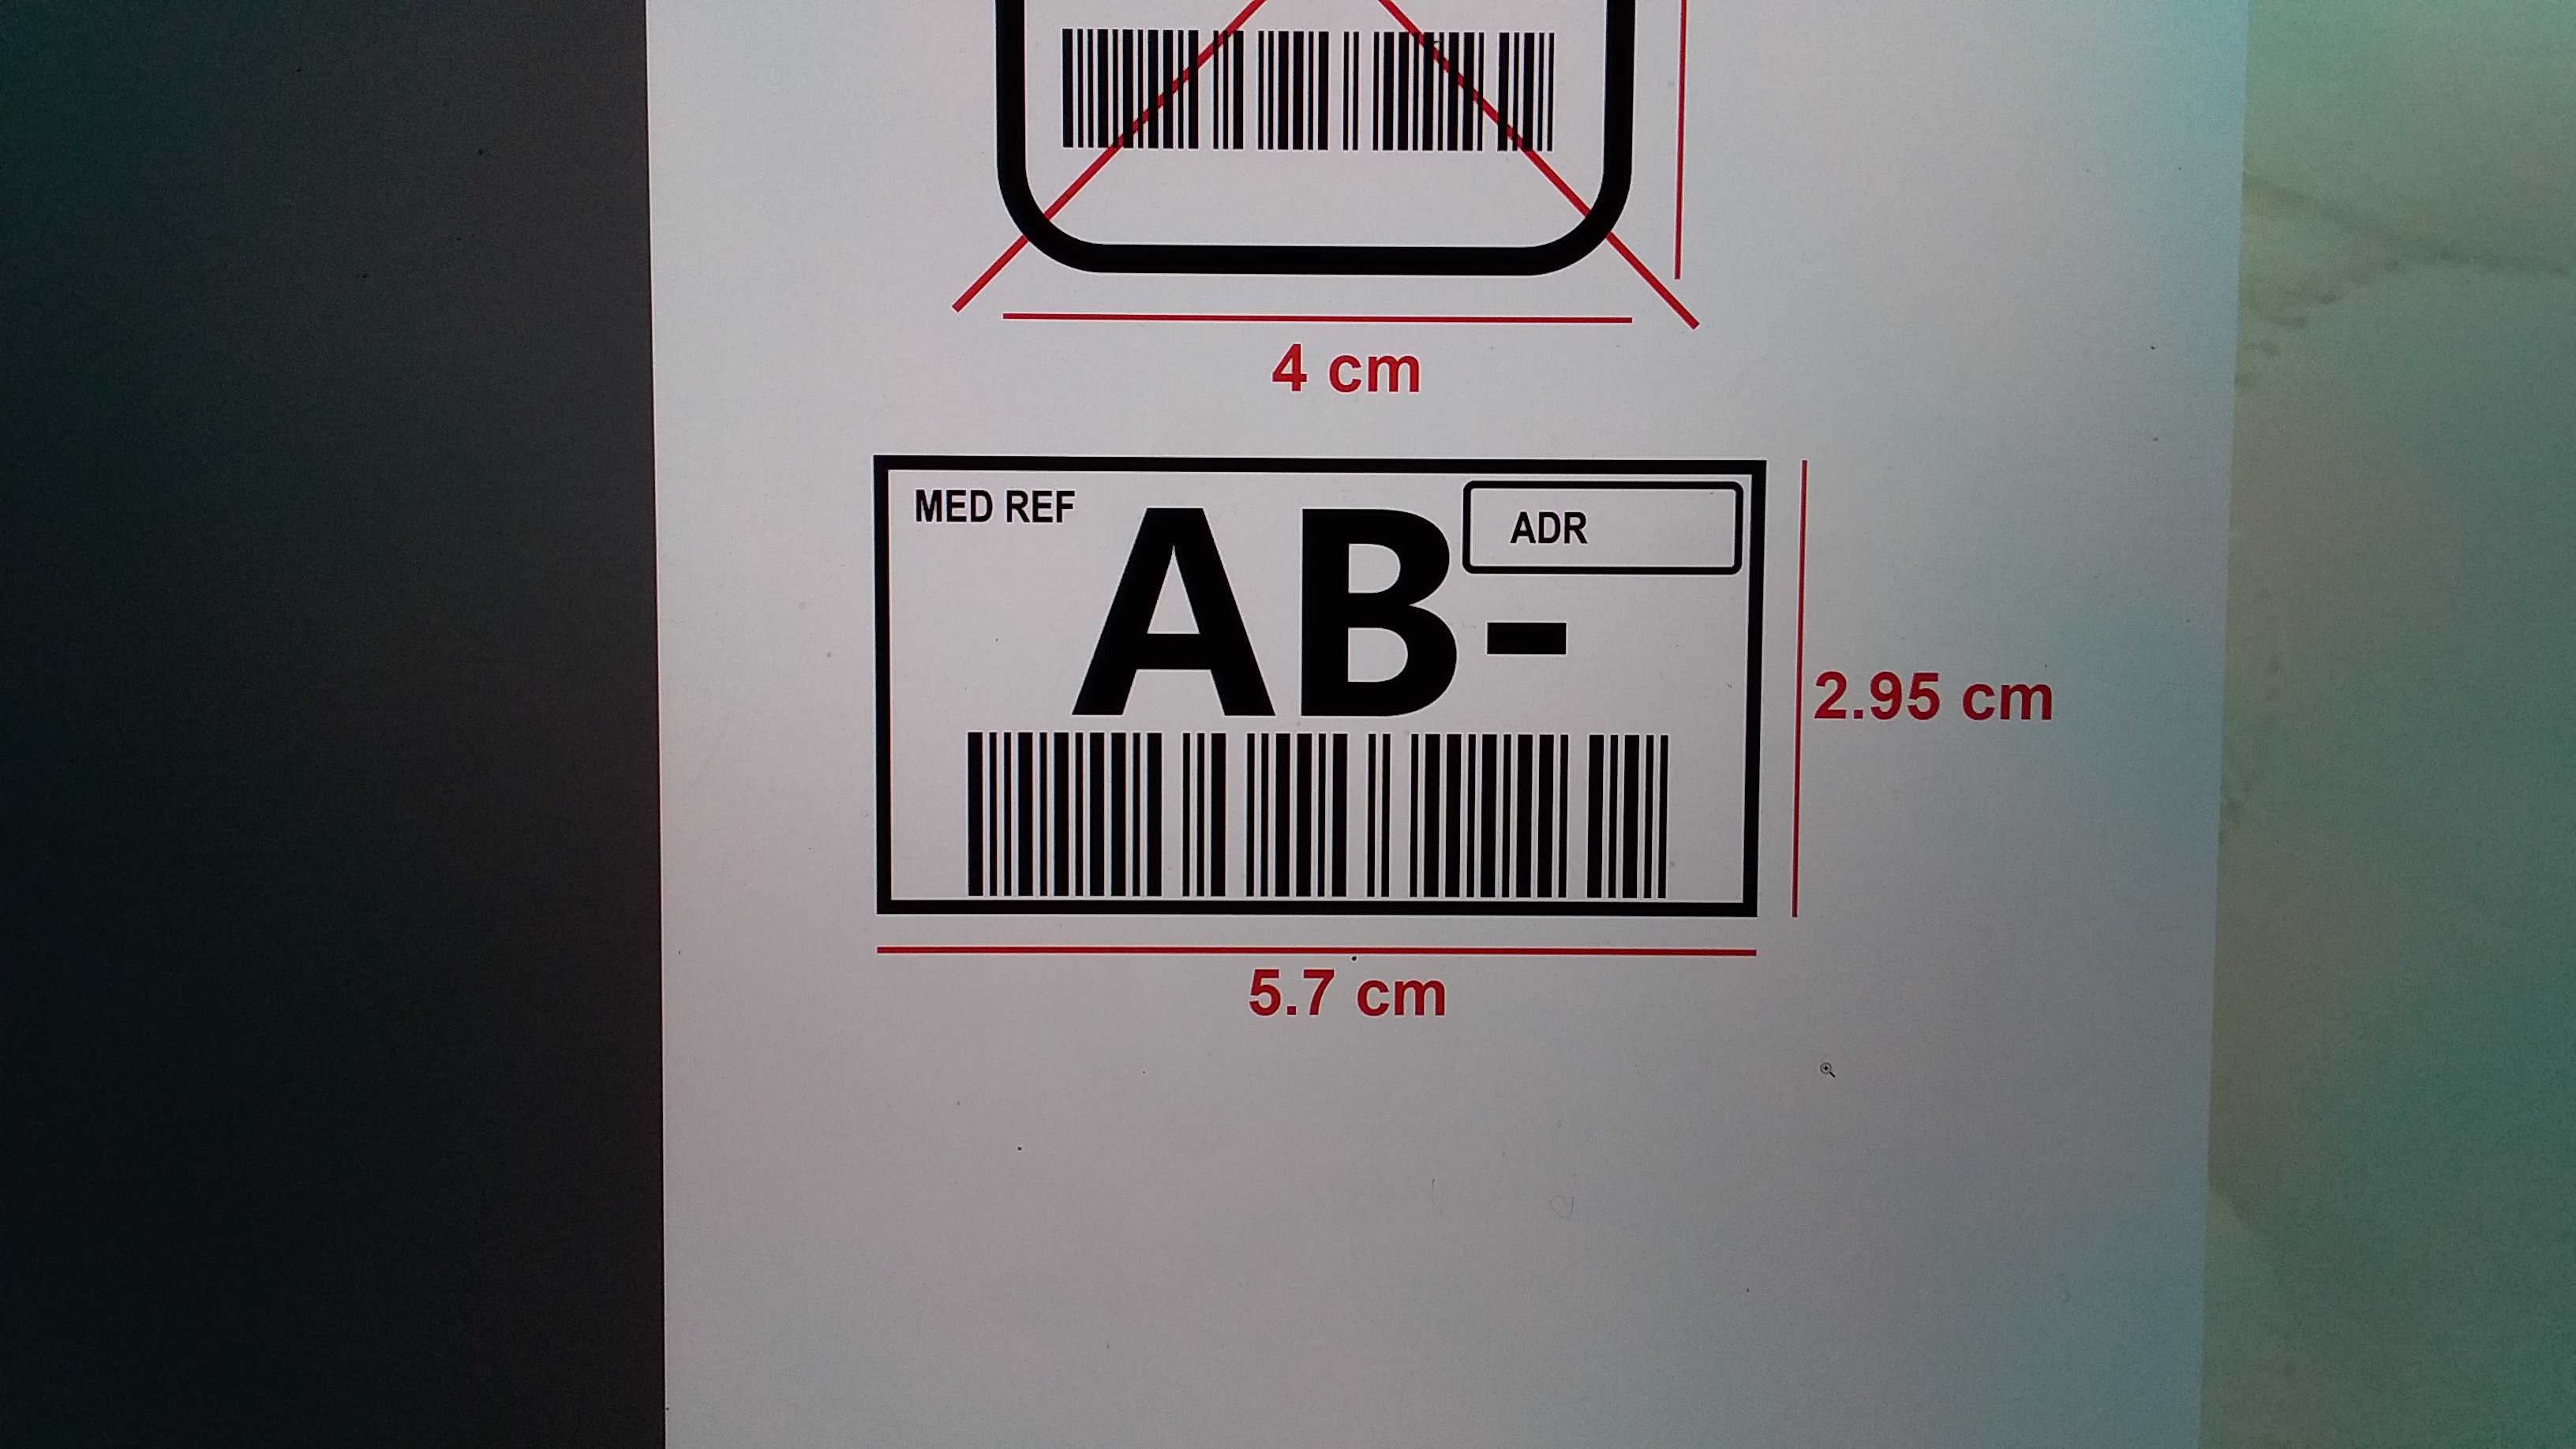 4 cm
MED REF
AB-
ADR
2.95 cm
5.7 cm